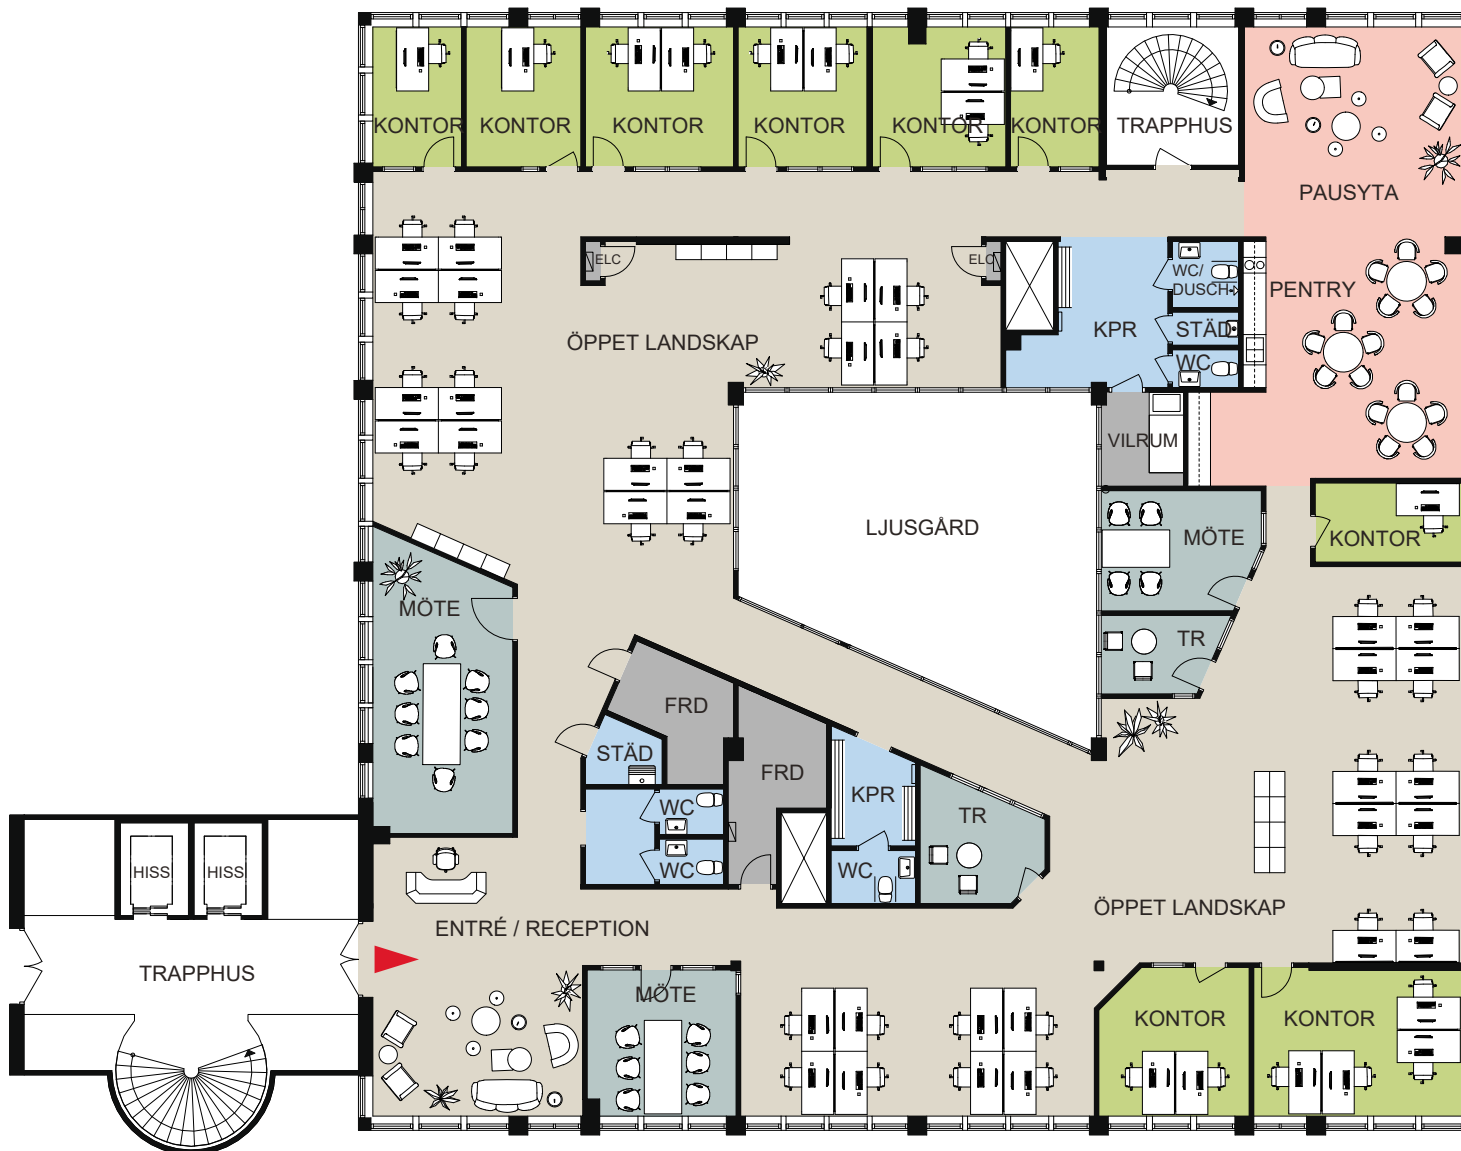 KONTOR
KONTOR
KONTOR
KONTOR
KONTOR
KONTOR
TRAPPHUS
PAUSYTA
ELC
ELC
WC/
DUSCH
PENTRY
KPR
STÄD
WC
ÖPPET LANDSKAP
VILRUM
LJUSGÅRD
MÖTE
KONTOR
MÖTE
TR
FRD
STÄD
FRD
KPR
WC
TR
WC
WC
HISS
HISS
ÖPPET LANDSKAP
ENTRÉ / RECEPTION
TRAPPHUS
MÖTE
KONTOR
KONTOR